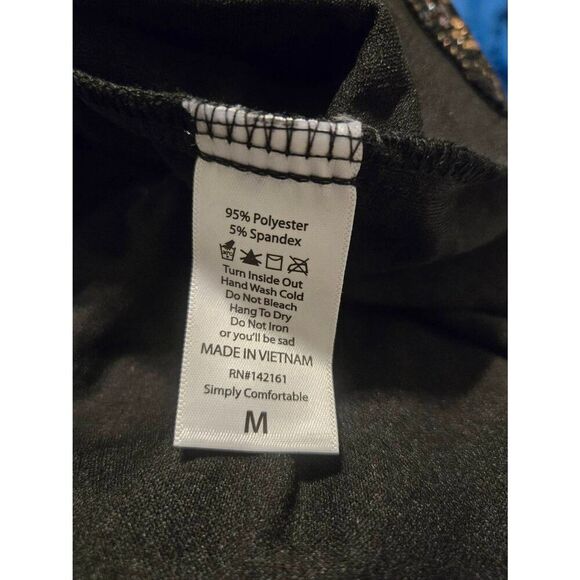 95% Polyester
5% Spandex
Turn Inside Out
Hand Wash Cold
Do Not Bleach
Hang To Dry
Do Not Iron
or you'll be sad
MADE IN VIETNAM
RN#142161
Simply Comfortable
M